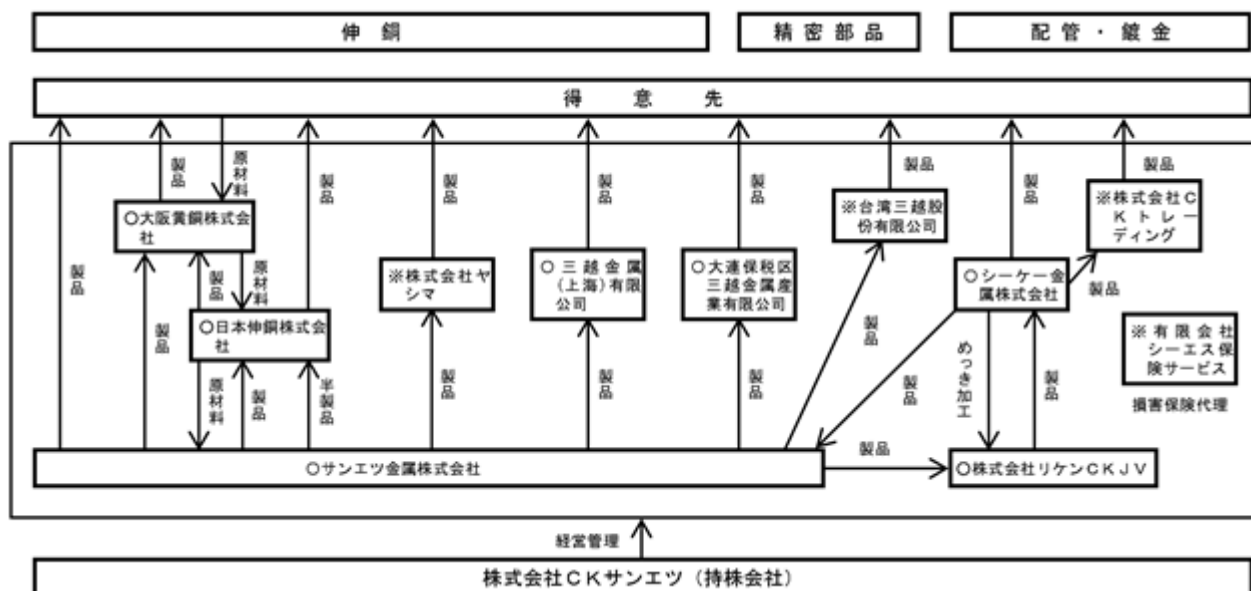 伸銅
精密部品
配管・鍍金
得意先
製品
製品
原材料
製品
製品
製品
製品
製品
製品
製品
○大阪黄銅株式会
社
※台湾三越股
份有限公司
※株式会社C
Kトレー
ディング
製品
製品
製品
原材料
※株式会社ヤ
シマ
○三越金属
(上海)有限
公司
○大連保税区
三越金属産
業有限公司
○シーケー金
属株式会社
製品
○日本伸銅株式会
社
※有限会社
シーエス保
険サービス
損害保険代理
原材料
製品
半製品
製品
製品
製品
製品
製品
めっき加工
製品
○サンエツ金属株式会社
製品
○株式会社リケンCKJV
経営管理
株式会社CKサンエツ（持株会社）